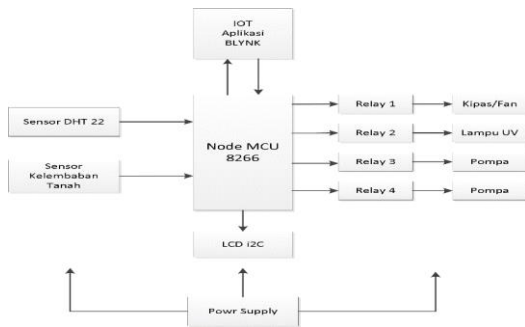 IOT
Aplikasi
BLYNK
Sensor DHT 22
Sensor
Kelembaban
Tanah
Node MCU
8266
Relay 1
Kipas/Fan
Relay 2
Lampu UV
Relay 3
Pompa
Relay 4
Pompa
LCD i2C
Powr Supply